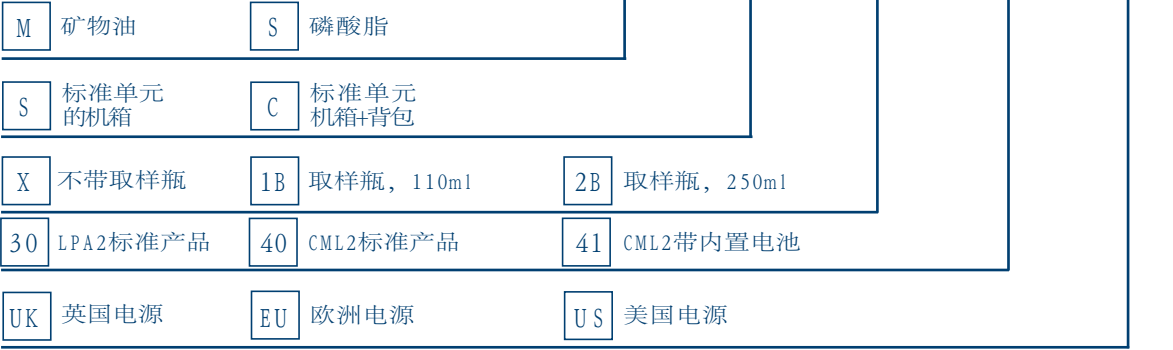 M 矿物油 S 磷酸脂
S 标准单元的机箱 C 标准单元机箱+背包
X 不带取样瓶 1B 取样瓶, 110ml 2B 取样瓶, 250ml
30 LPA2标准产品 40 CML2标准产品 41 CML2带内置电池
UK 英国电源 EU 欧洲电源 US 美国电源